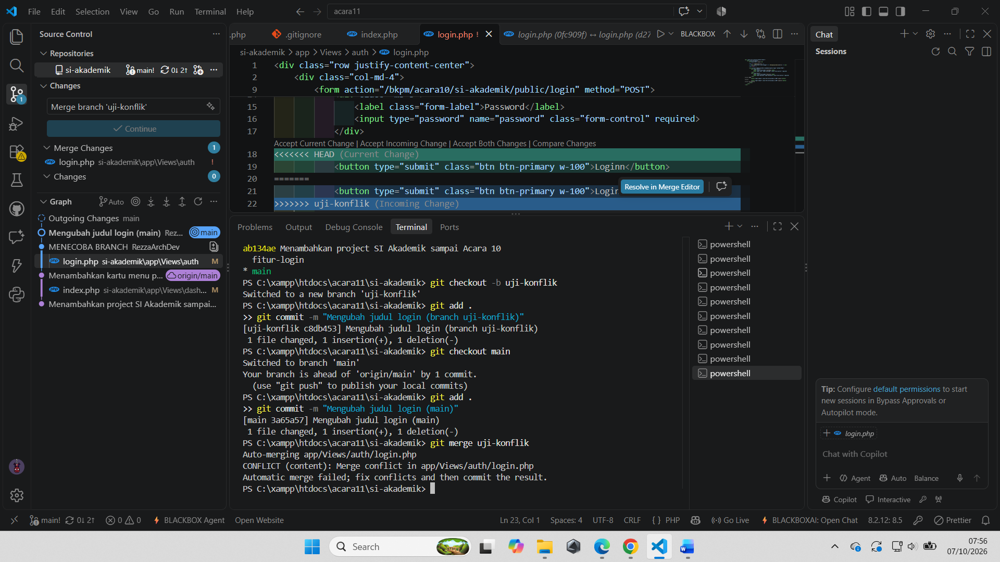 File Edit Selection View Go Run Terminal Help
acara11
Source Control
Repositories
si-akademik main! 0↓ 2↑
Changes
Merge branch 'uji-konflik'
Continue
Merge Changes 1
login.php si-akademik\app\Views\auth !
Changes 0
Graph Auto
Outgoing Changes main
Mengubah judul login (main) Rez... main
MENECOBA BRANCH RezzaArchDev
login.php si-akademik\app\Views\auth M
Menambahkan kartu menu p... origin/main
index.php si-akademik\app\Views\dash... M
Menambahkan project SI Akademik sampai...
.php .gitignore index.php login.php ! login.php (0fc909f) ↔ login.php (d27 BLACKBOX
si-akademik > app > Views > auth > login.php
1 <div class="row justify-content-center">
2 <div class="col-md-4">
9 <form action="/bkpm/acara10/si-akademik/public/login" method="POST">
15 <label class="form-label">Password</label>
16 <input type="password" name="password" class="form-control" required>
17 </div>
Accept Current Change | Accept Incoming Change | Accept Both Changes | Compare Changes
18 <<<<<<< HEAD (Current Change)
19 <button type="submit" class="btn btn-primary w-100">Loginn</button>
20 =======
21 <button type="submit" class="btn btn-primary w-100">Login
Resolve in Merge Editor
22 >>>>>>> uji-konflik (Incoming Change)
Problems Output Debug Console Terminal Ports
ab134ae Menambahkan project SI Akademik sampai Acara 10
fitur-login
* main
PS C:\xampp\htdocs\acara11\si-akademik> git checkout -b uji-konflik
Switched to a new branch 'uji-konflik'
PS C:\xampp\htdocs\acara11\si-akademik> git add .
>> git commit -m "Mengubah judul login (branch uji-konflik)"
[uji-konflik c8db453] Mengubah judul login (branch uji-konflik)
1 file changed, 1 insertion(+), 1 deletion(-)
PS C:\xampp\htdocs\acara11\si-akademik> git checkout main
Switched to branch 'main'
Your branch is ahead of 'origin/main' by 1 commit.
(use "git push" to publish your local commits)
PS C:\xampp\htdocs\acara11\si-akademik> git add .
>> git commit -m "Mengubah judul login (main)"
[main 3a65a57] Mengubah judul login (main)
1 file changed, 1 insertion(+), 1 deletion(-)
PS C:\xampp\htdocs\acara11\si-akademik> git merge uji-konflik
Auto-merging app/Views/auth/login.php
CONFLICT (content): Merge conflict in app/Views/auth/login.php
Automatic merge failed; fix conflicts and then commit the result.
PS C:\xampp\htdocs\acara11\si-akademik>
powershell
powershell
powershell
powershell
powershell
powershell
powershell
powershell
powershell
powershell
Chat
Sessions
Tip: Configure default permissions to start
new sessions in Bypass Approvals or
Autopilot mode.
login.php
Chat with Copilot
Agent Auto Balance
Copilot Interactive
main! 0↓ 2↑ 0 0 BLACKBOX Agent Open Website Ln 23, Col 1 Spaces: 4 UTF-8 CRLF { } PHP Go Live BLACKBOXAI: Open Chat 8.2.12: 8.5 Prettier
Search
07:56
07/10/2026